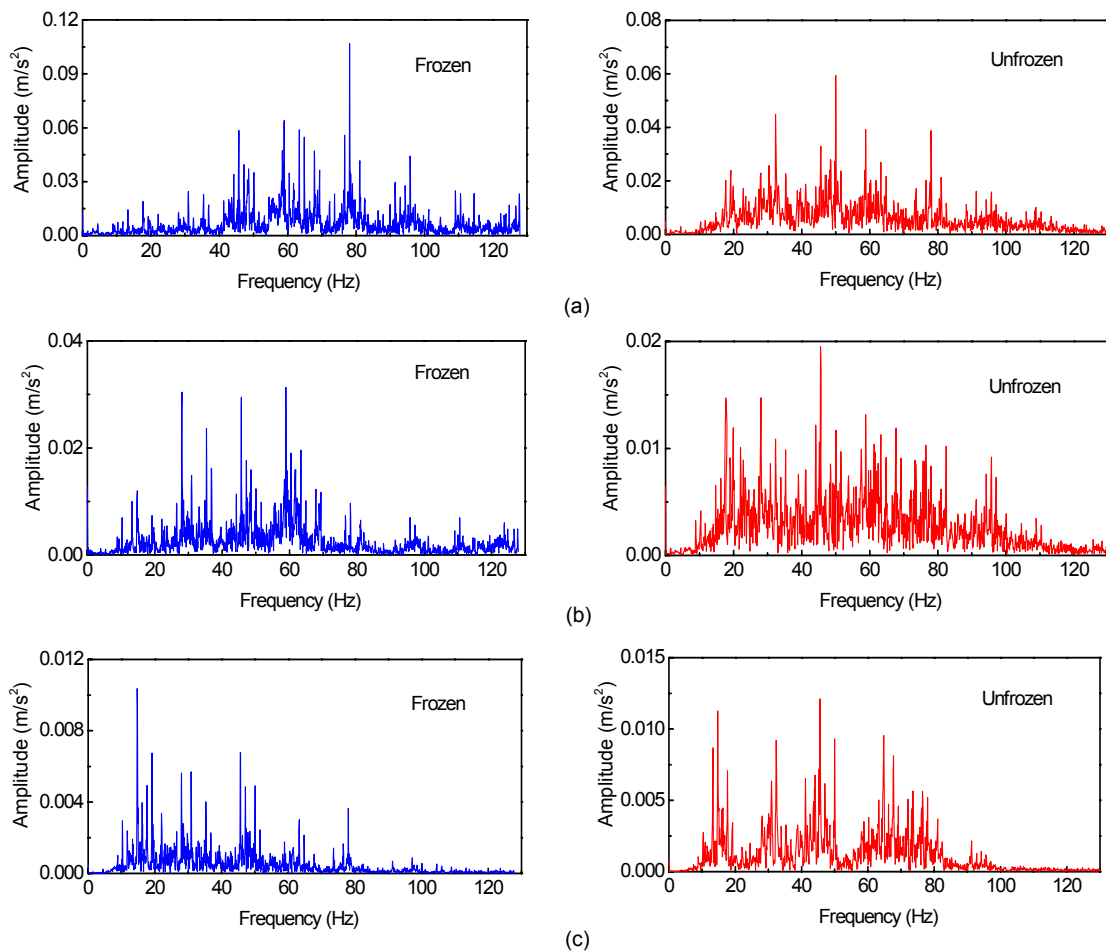 0.12
0.09
0.06
0.03
0.00
Amplitude (m/s²)
Frozen
0 20 40 60 80 100 120
Frequency (Hz)
0.08
0.06
0.04
0.02
0.00
Amplitude (m/s²)
Unfrozen
0 20 40 60 80 100 120
Frequency (Hz)
(a)
0.04
0.02
0.00
Amplitude (m/s²)
Frozen
0 20 40 60 80 100 120
Frequency (Hz)
0.02
0.01
0.00
Amplitude (m/s²)
Unfrozen
0 20 40 60 80 100 120
Frequency (Hz)
(b)
0.012
0.008
0.004
0.000
Amplitude (m/s²)
Frozen
0 20 40 60 80 100 120
Frequency (Hz)
0.015
0.010
0.005
0.000
Amplitude (m/s²)
Unfrozen
0 20 40 60 80 100 120
Frequency (Hz)
(c)